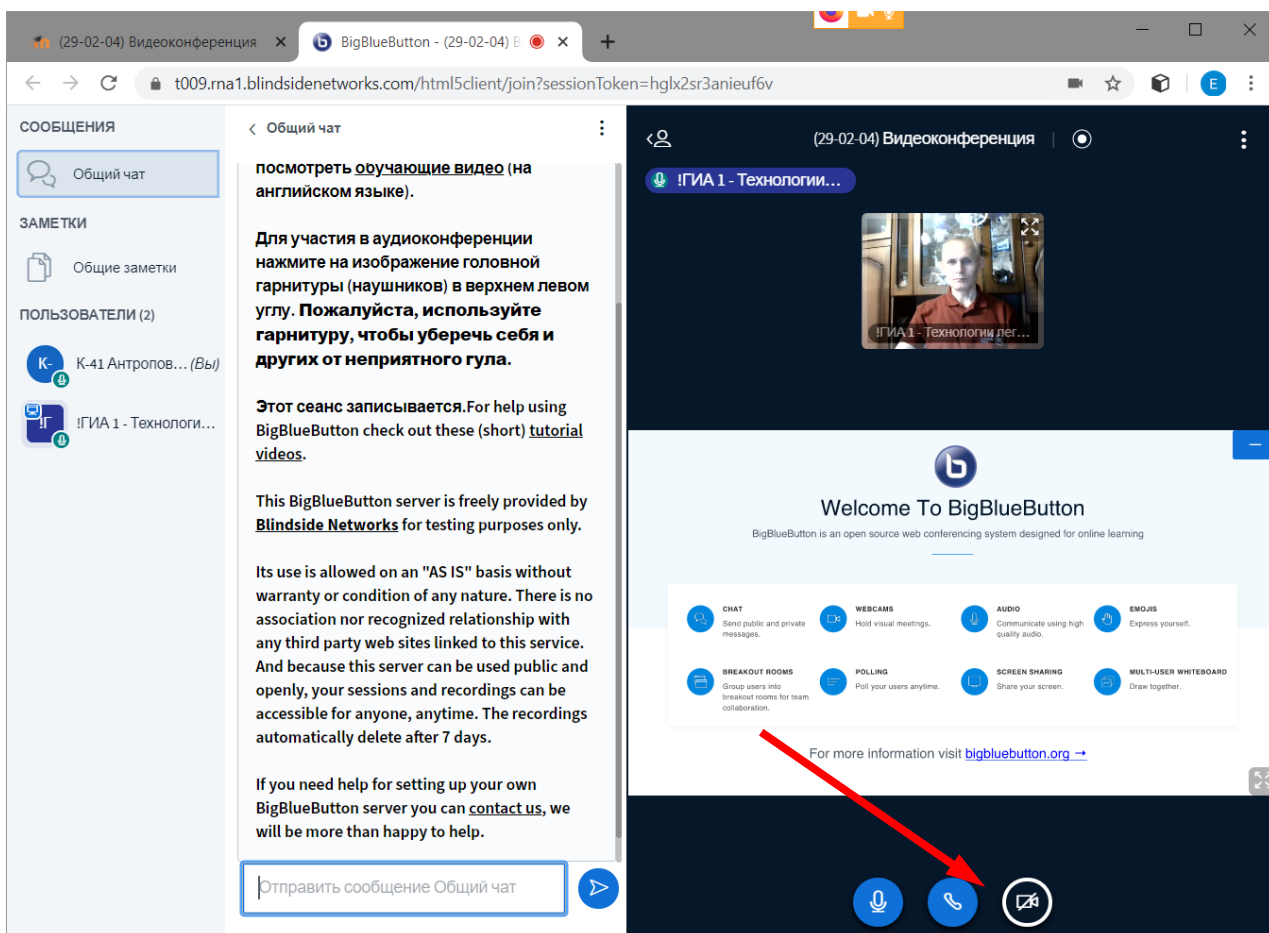 (29-02-04) Видеоконференция
BigBlueButton - (29-02-04) В
t009.rna1.blindsidenetworks.com/html5client/join?sessionToken=hglx2sr3anieuf6v
E
СООБЩЕНИЯ
Общий чат
ЗАМЕТКИ
Общие заметки
ПОЛЬЗОВАТЕЛИ (2)
К-
К-41 Антропов... (Вы)
!Г
!ГИА 1 - Технологи...
Общий чат
посмотреть обучающие видео (на
английском языке).
Для участия в аудиоконференции
нажмите на изображение головной
гарнитуры (наушников) в верхнем левом
углу. Пожалуйста, используйте
гарнитуру, чтобы уберечь себя и
других от неприятного гула.
Этот сеанс записывается.For help using
BigBlueButton check out these (short) tutorial
videos.
This BigBlueButton server is freely provided by
Blindside Networks for testing purposes only.
Its use is allowed on an "AS IS" basis without
warranty or condition of any nature. There is no
association nor recognized relationship with
any third party web sites linked to this service.
And because this server can be used public and
openly, your sessions and recordings can be
accessible for anyone, anytime. The recordings
automatically delete after 7 days.
If you need help for setting up your own
BigBlueButton server you can contact us, we
will be more than happy to help.
Отправить сообщение Общий чат
(29-02-04) Видеоконференция
!ГИА 1 - Технологии...
!ГИА 1 - Технологии лег...
Welcome To BigBlueButton
BigBlueButton is an open source web conferencing system designed for online learning
CHAT
Send public and private
messages.
WEBCAMS
Hold visual meetings.
AUDIO
Communicate using high
quality audio.
EMOJIS
Express yourself.
BREAKOUT ROOMS
Group users into
breakout rooms for team
collaboration.
POLLING
Poll your users anytime.
SCREEN SHARING
Share your screen.
MULTI-USER WHITEBOARD
Draw together.
For more information visit bigbluebutton.org →